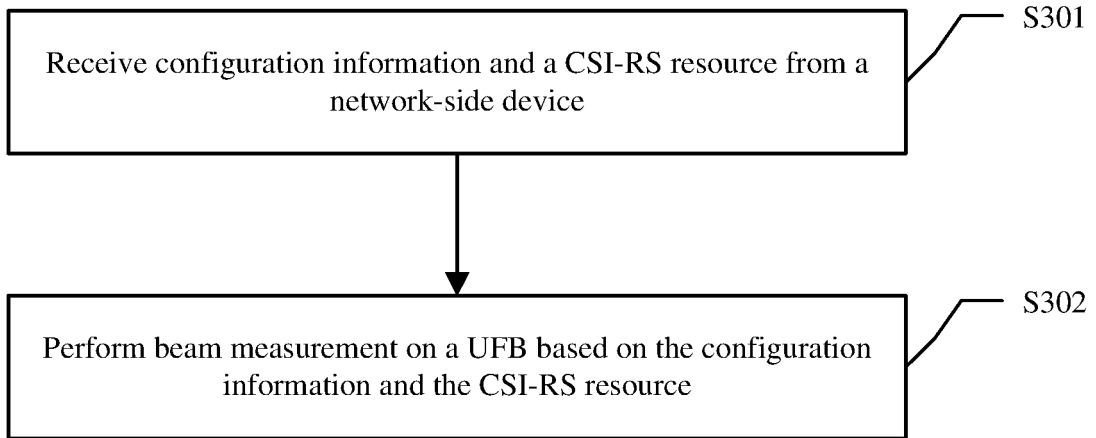 S301
Receive configuration information and a CSI-RS resource from a
network-side device
S302
Perform beam measurement on a UFB based on the configuration
information and the CSI-RS resource